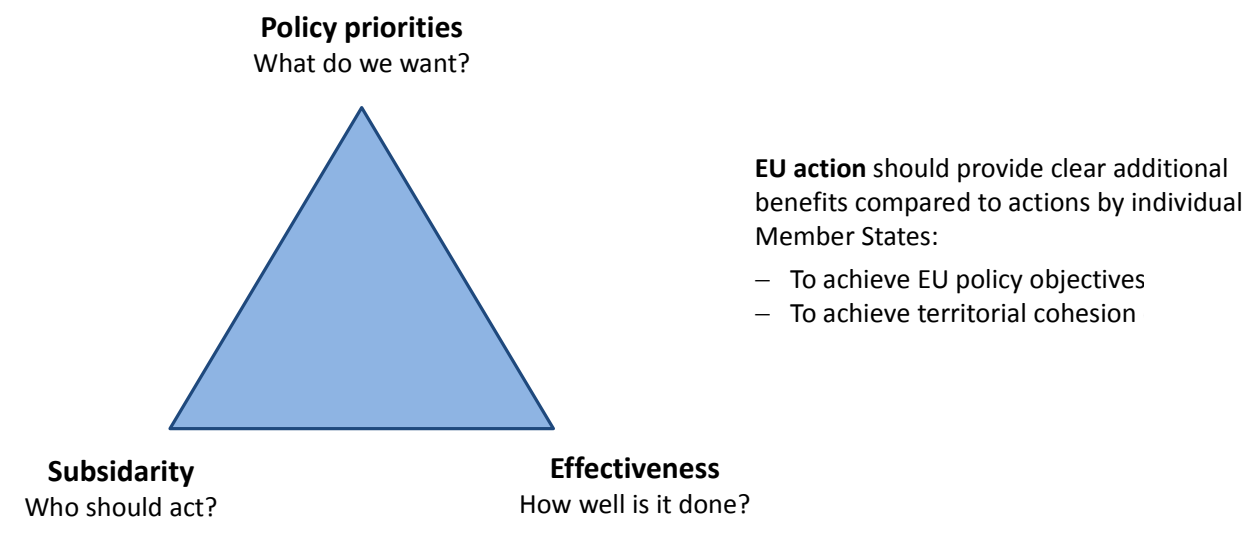 Policy priorities
What do we want?
EU action should provide clear additional
benefits compared to actions by individual
Member States:
– To achieve EU policy objectives
– To achieve territorial cohesion
Subsidarity
Who should act?
Effectiveness
How well is it done?